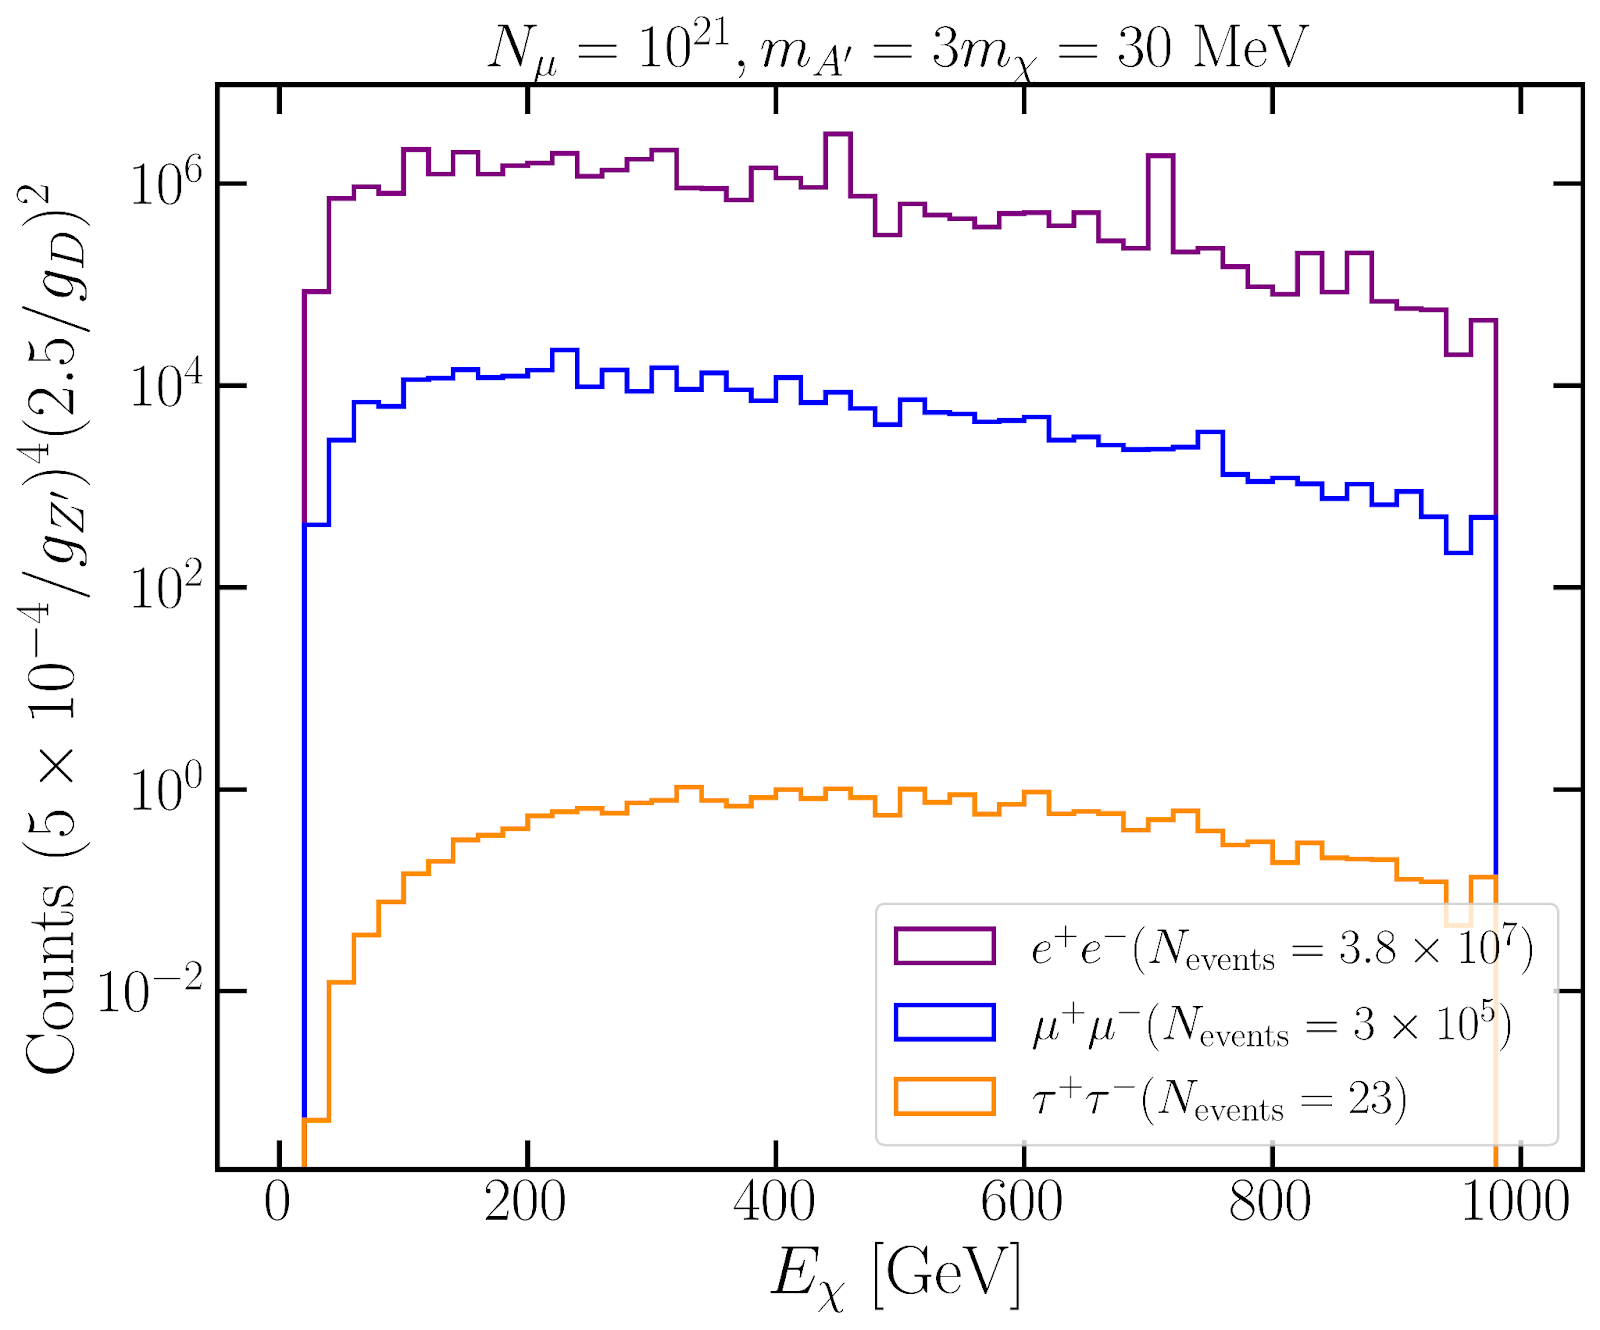 N_μ = 10^21, m_A′ = 3m_χ = 30 MeV
Counts (5 × 10^−4/g_Z′)^4(2.5/g_D)^2
10^6
10^4
10^2
10^0
10^−2
e^+e^−(N_events = 3.8 × 10^7)
μ^+μ^−(N_events = 3 × 10^5)
τ^+τ^−(N_events = 23)
0 200 400 600 800 1000
E_χ [GeV]